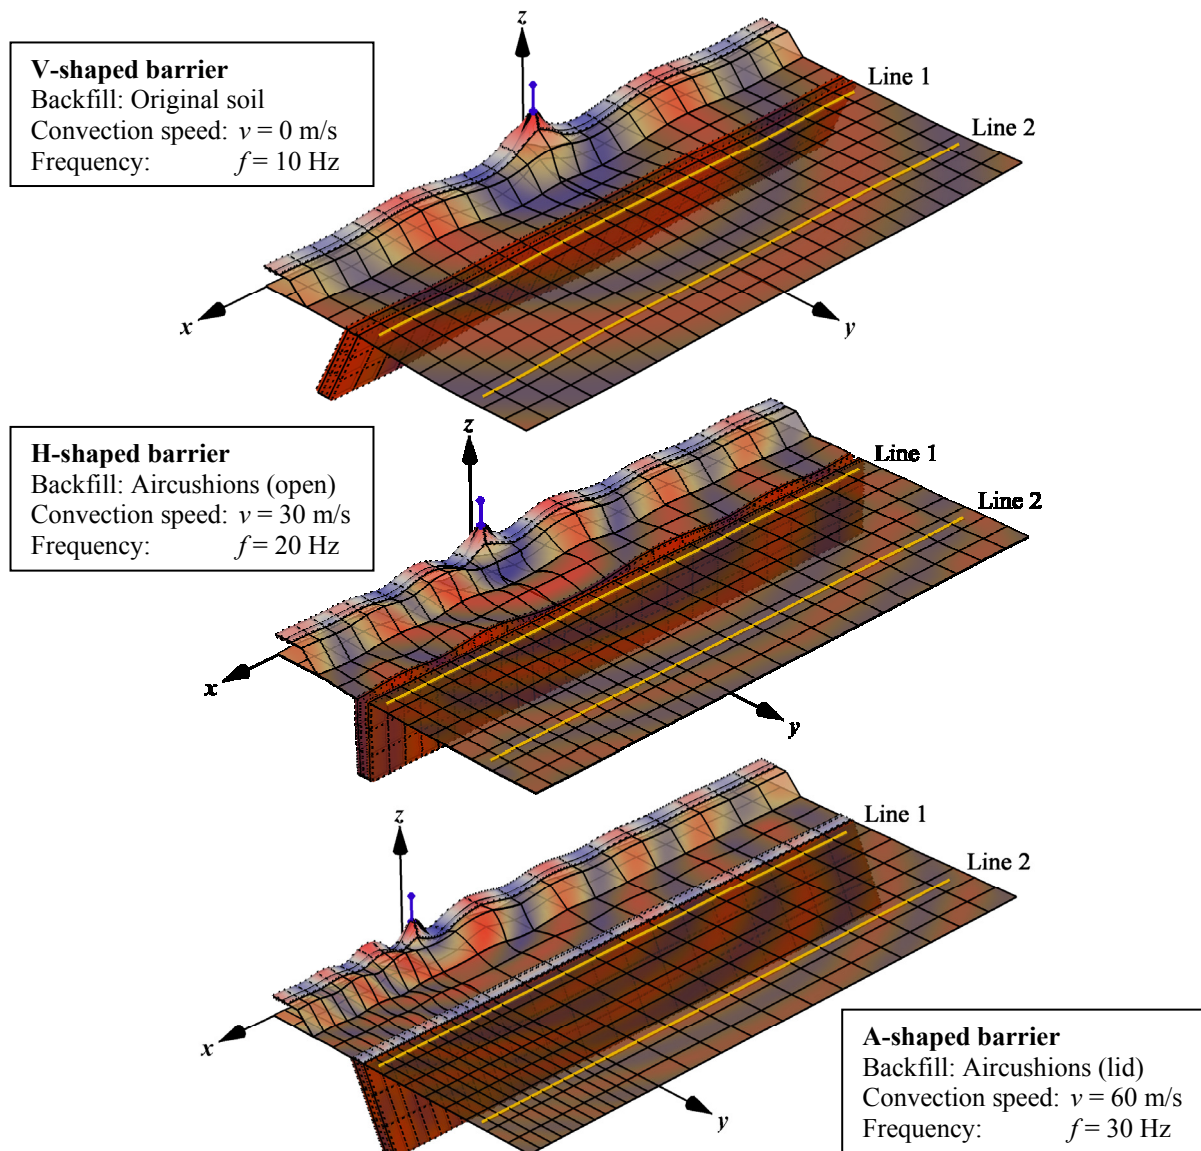 z
V-shaped barrier
Backfill: Original soil
Convection speed: v = 0 m/s
Frequency: f = 10 Hz
Line 1
Line 2
x
y
z
H-shaped barrier
Backfill: Aircushions (open)
Convection speed: v = 30 m/s
Frequency: f = 20 Hz
Line 1
Line 2
x
y
z
Line 1
Line 2
x
y
A-shaped barrier
Backfill: Aircushions (lid)
Convection speed: v = 60 m/s
Frequency: f = 30 Hz